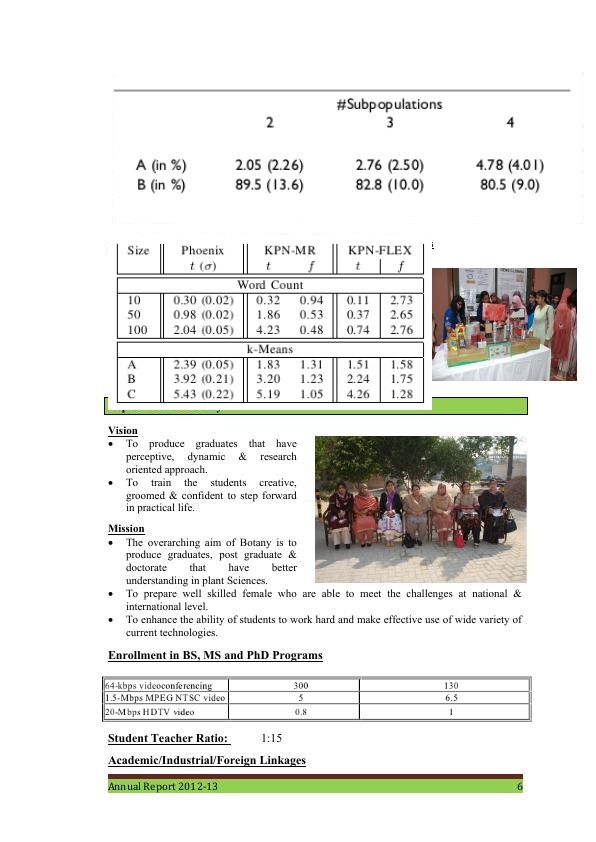 #Subpopulations
2 3 4
A (in %) 2.05 (2.26) 2.76 (2.50) 4.78 (4.01)
B (in %) 89.5 (13.6) 82.8 (10.0) 80.5 (9.0)
Size Phoenix KPN-MR KPN-FLEX
t (σ) t f t f
Word Count
10 0.30 (0.02) 0.32 0.94 0.11 2.73
50 0.98 (0.02) 1.86 0.53 0.37 2.65
100 2.04 (0.05) 4.23 0.48 0.74 2.76
k-Means
A 2.39 (0.05) 1.83 1.31 1.51 1.58
B 3.92 (0.21) 3.20 1.23 2.24 1.75
C 5.43 (0.22) 5.19 1.05 4.26 1.28
Vision
• To produce graduates that have
perceptive, dynamic & research
oriented approach.
• To train the students creative,
groomed & confident to step forward
in practical life.
Mission
• The overarching aim of Botany is to
produce graduates, post graduate &
doctorate that have better
understanding in plant Sciences.
• To prepare well skilled female who are able to meet the challenges at national &
international level.
• To enhance the ability of students to work hard and make effective use of wide variety of
current technologies.
Enrollment in BS, MS and PhD Programs
64-kbps videoconferencing 300 130
1.5-Mbps MPEG NTSC video 5 6.5
20-Mbps HDTV video 0.8 1
Student Teacher Ratio: 1:15
Academic/Industrial/Foreign Linkages
Annual Report 2012-13 6